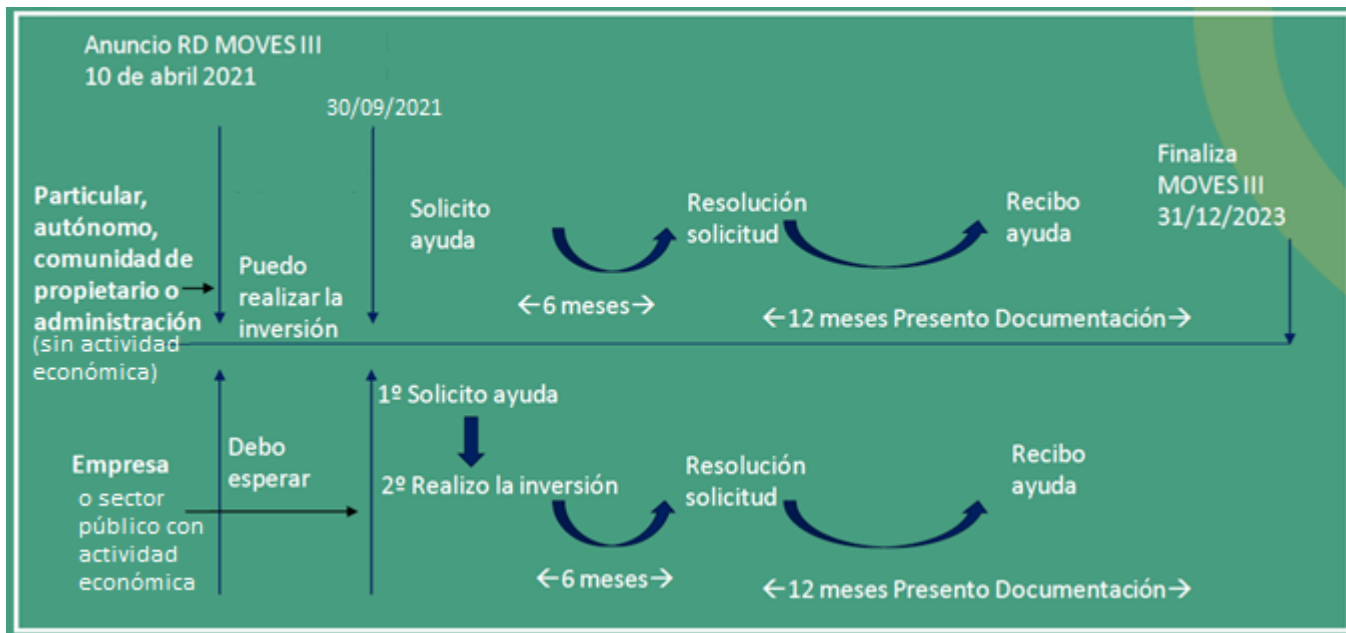 Anuncio RD MOVES III
10 de abril 2021
30/09/2021
Finaliza
MOVES III
31/12/2023
Particular,
autónomo,
comunidad de
propietario o
administración
(sin actividad
económica)
Puedo
realizar la
inversión
Solicito
ayuda
Resolución
solicitud
Recibo
ayuda
←6 meses→
←12 meses Presento Documentación→
Empresa
o sector
público con
actividad
económica
Debo
esperar
1º Solicito ayuda
2º Realizo la inversión
Resolución
solicitud
Recibo
ayuda
←6 meses→
←12 meses Presento Documentación→